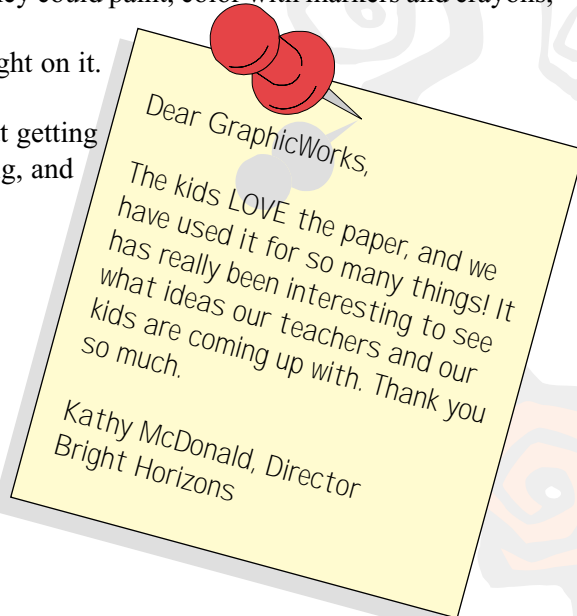 they could paint, color with markers and crayons,
ght on it.
t getting
g, and
Dear GraphicWorks,
The kids LOVE the paper, and we
have used it for so many things! It
has really been interesting to see
what ideas our teachers and our
kids are coming up with. Thank you
so much.
Kathy McDonald, Director
Bright Horizons